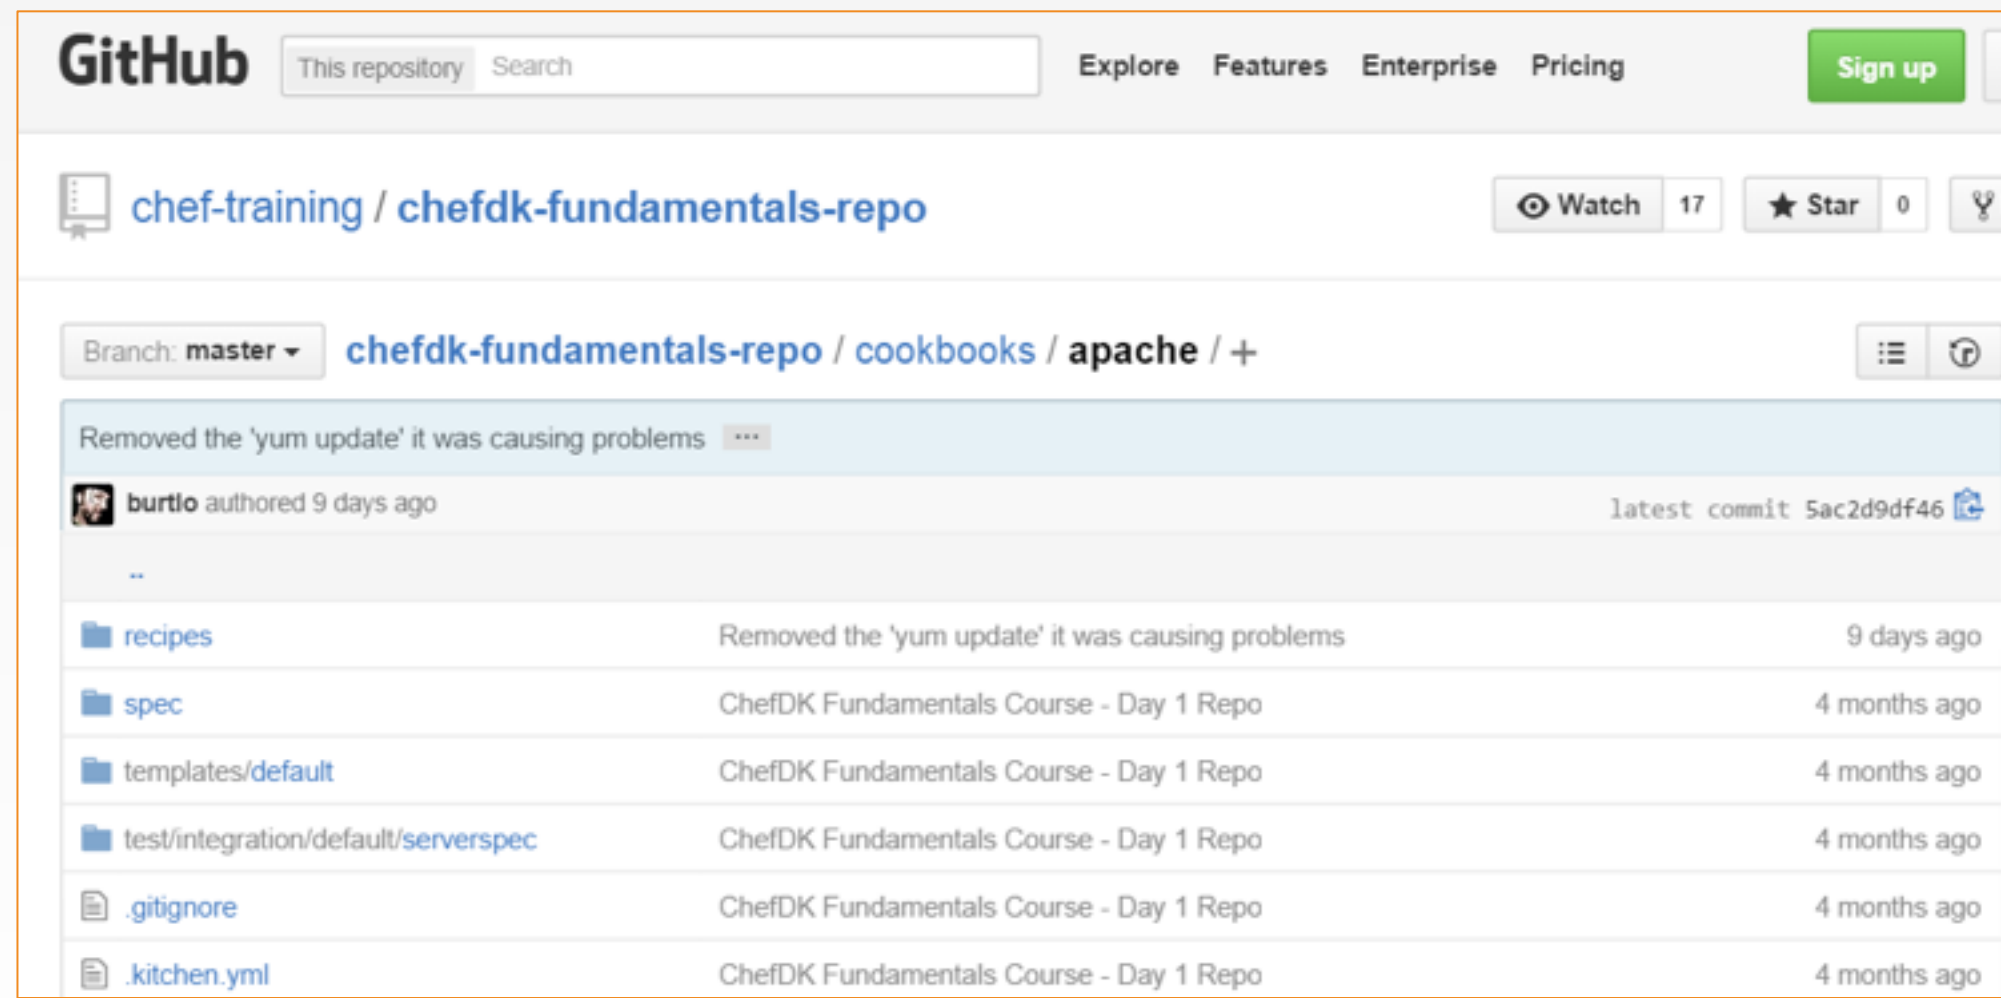 GitHub This repository Search Explore Features Enterprise Pricing Sign up
chef-training / chefdk-fundamentals-repo Watch 17 Star 0
Branch: master chefdk-fundamentals-repo / cookbooks / apache / +
Removed the 'yum update' it was causing problems ...
burtlo authored 9 days ago latest commit 5ac2d9df46
..
recipes Removed the 'yum update' it was causing problems 9 days ago
spec ChefDK Fundamentals Course - Day 1 Repo 4 months ago
templates/default ChefDK Fundamentals Course - Day 1 Repo 4 months ago
test/integration/default/serverspec ChefDK Fundamentals Course - Day 1 Repo 4 months ago
.gitignore ChefDK Fundamentals Course - Day 1 Repo 4 months ago
.kitchen.yml ChefDK Fundamentals Course - Day 1 Repo 4 months ago